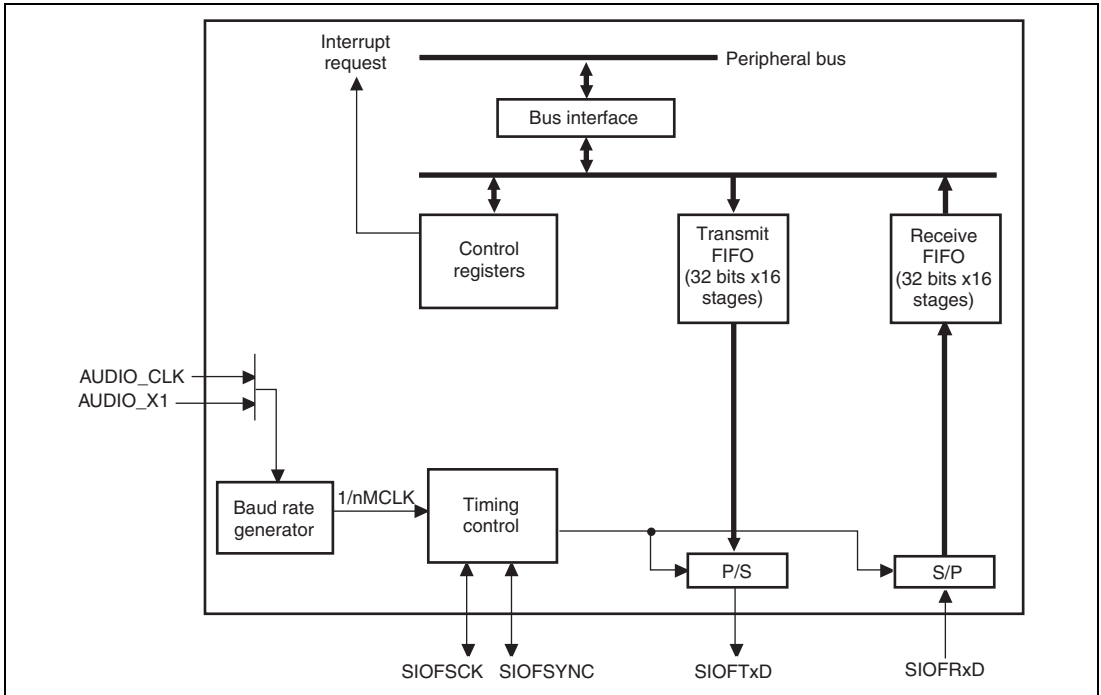 Interrupt
request
Peripheral bus
Bus interface
Control
registers
Transmit
FIFO
(32 bits x16
stages)
Receive
FIFO
(32 bits x16
stages)
AUDIO_CLK
AUDIO_X1
Baud rate
generator
1/nMCLK
Timing
control
P/S
S/P
SIOFSCK
SIOFSYNC
SIOFTxD
SIOFRxD